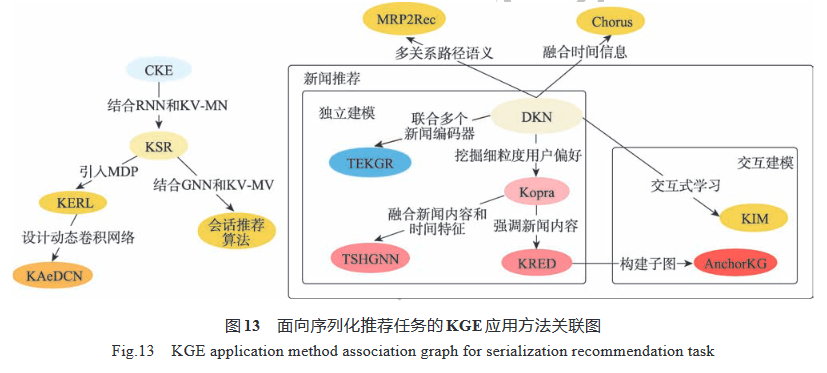 MRP2Rec
Chorus
多关系路径语义
融合时间信息
CKE
结合RNN和KV-MN
KSR
引入MDP
结合GNN和KV-MV
KERL
会话推荐
算法
设计动态卷积网络
KAeDCN
新闻推荐
独立建模
联合多个
新闻编码器
DKN
TEKGR
挖掘细粒度用户偏好
Kopra
融合新闻内容和
时间特征
强调新闻内容
TSHGNN
KRED
构建子图
交互建模
交互式学习
KIM
AnchorKG
图13 面向序列化推荐任务的KGE应用方法关联图
Fig.13 KGE application method association graph for serialization recommendation task